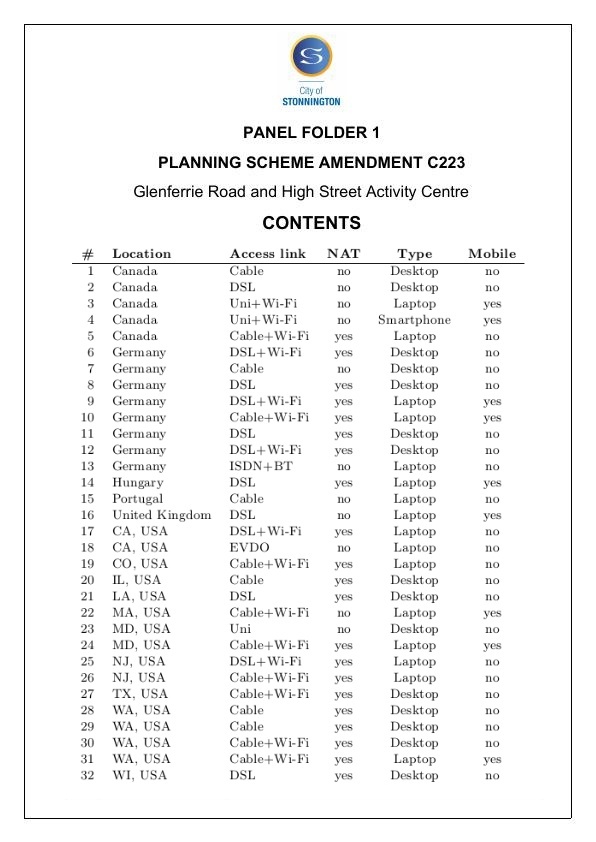 S
City of
STONNINGTON
PANEL FOLDER 1
PLANNING SCHEME AMENDMENT C223
Glenferrie Road and High Street Activity Centre
CONTENTS
# Location Access link NAT Type Mobile
1 Canada Cable no Desktop no
2 Canada DSL no Desktop no
3 Canada Uni+Wi-Fi no Laptop yes
4 Canada Uni+Wi-Fi no Smartphone yes
5 Canada Cable+Wi-Fi yes Laptop no
6 Germany DSL+Wi-Fi yes Desktop no
7 Germany Cable no Desktop no
8 Germany DSL yes Desktop no
9 Germany DSL+Wi-Fi yes Laptop yes
10 Germany Cable+Wi-Fi yes Laptop yes
11 Germany DSL yes Desktop no
12 Germany DSL+Wi-Fi yes Desktop no
13 Germany ISDN+BT no Laptop no
14 Hungary DSL yes Laptop yes
15 Portugal Cable no Laptop no
16 United Kingdom DSL no Laptop yes
17 CA, USA DSL+Wi-Fi yes Laptop no
18 CA, USA EVDO no Laptop no
19 CO, USA Cable+Wi-Fi yes Laptop no
20 IL, USA Cable yes Desktop no
21 LA, USA DSL yes Desktop no
22 MA, USA Cable+Wi-Fi no Laptop yes
23 MD, USA Uni no Desktop no
24 MD, USA Cable+Wi-Fi yes Laptop yes
25 NJ, USA DSL+Wi-Fi yes Laptop no
26 NJ, USA Cable+Wi-Fi yes Laptop no
27 TX, USA Cable+Wi-Fi yes Desktop no
28 WA, USA Cable yes Desktop no
29 WA, USA Cable yes Desktop no
30 WA, USA Cable+Wi-Fi yes Desktop no
31 WA, USA Cable+Wi-Fi yes Laptop yes
32 WI, USA DSL yes Desktop no